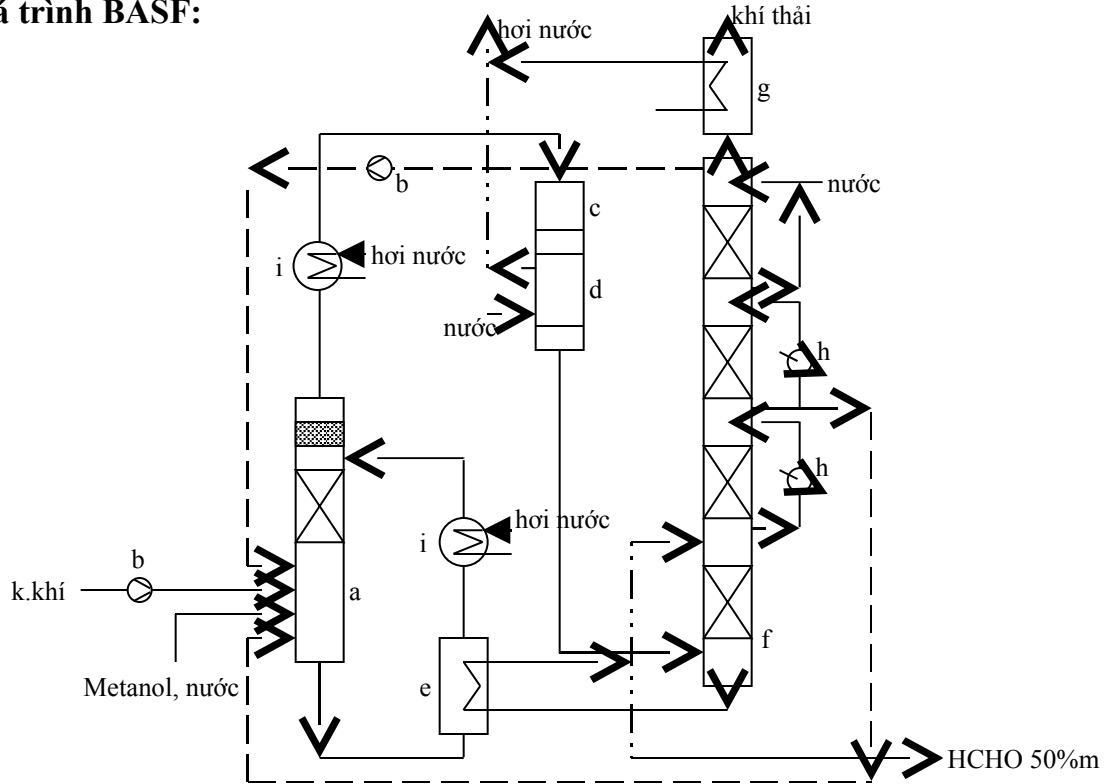 á trình BASF:
hơi nước
khí thải
g
b
nước
c
i
hơi nước
d
nước
h
h
i
hơi nước
b
k.khí
a
f
Metanol, nước
e
HCHO 50%m